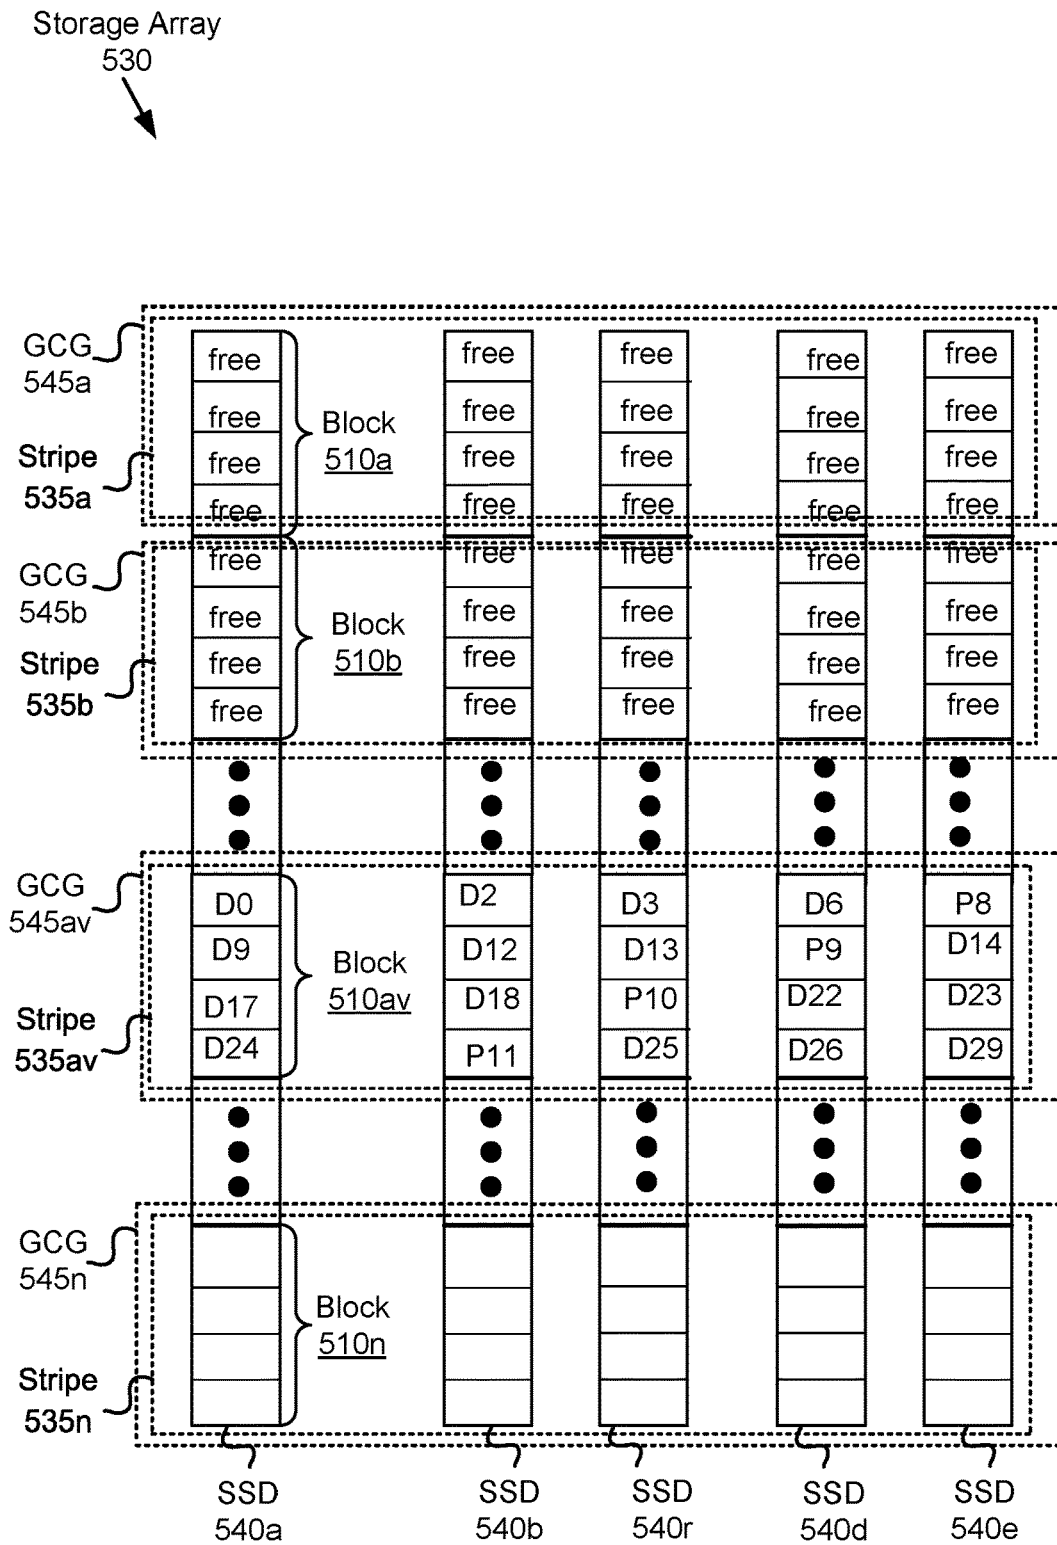 Storage Array
530
GCG
545a
Stripe
535a
free free free free free
free free free free free
free free free free free
free free free free free
Block
510a
GCG
545b
Stripe
535b
free free free free free
free free free free free
free free free free free
free free free free free
Block
510b
GCG
545av
Stripe
535av
D0 D2 D3 D6 P8
D9 D12 D13 P9 D14
D17 D18 P10 D22 D23
D24 P11 D25 D26 D29
Block
510av
GCG
545n
Stripe
535n
Block
510n
SSD
540a
SSD
540b
SSD
540r
SSD
540d
SSD
540e